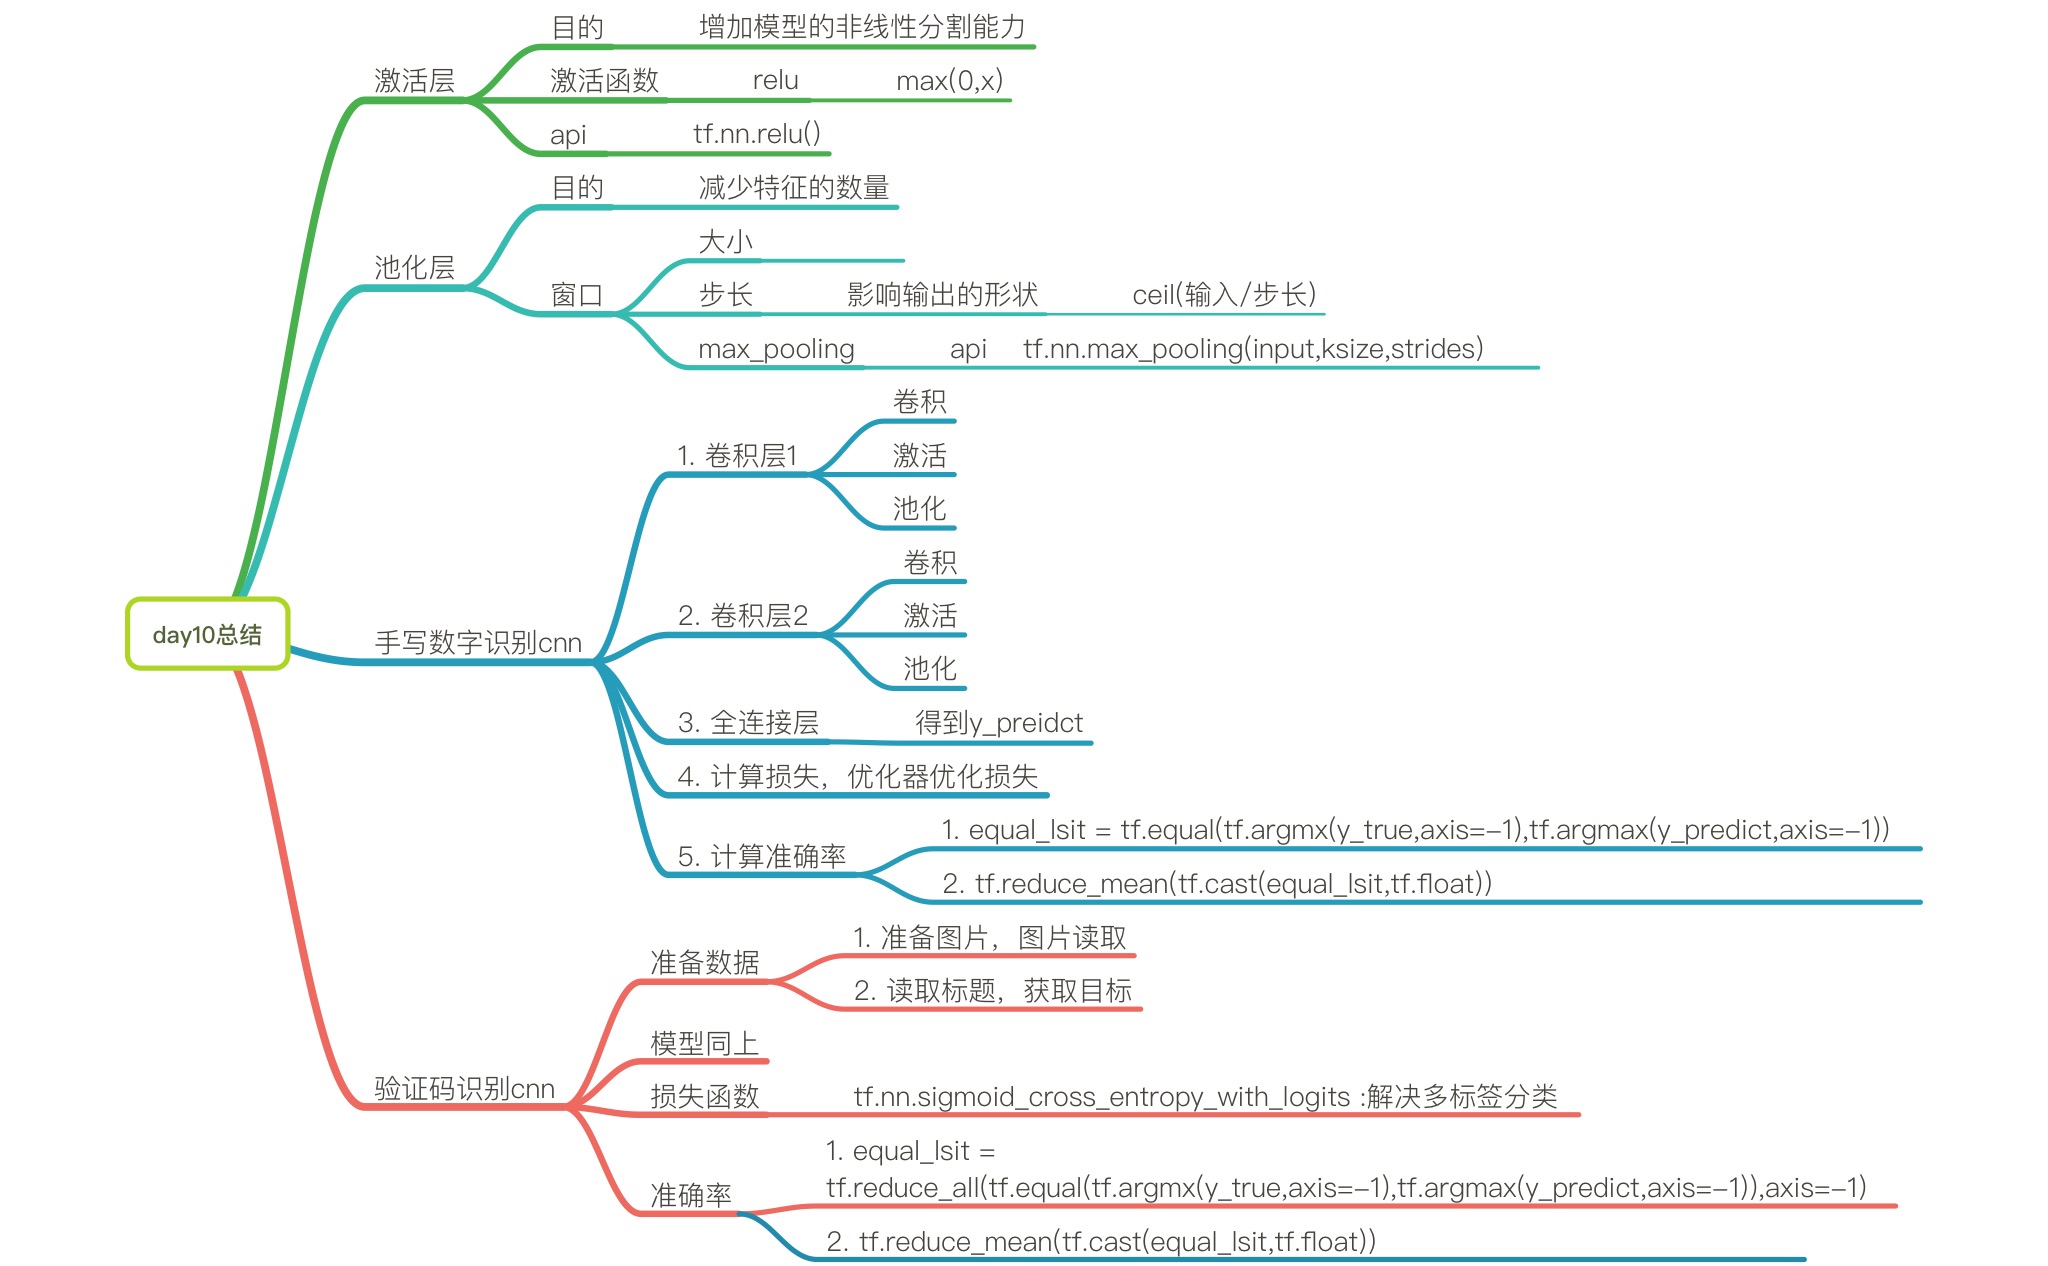 day10总结
激活层
目的
增加模型的非线性分割能力
激活函数
relu
max(0,x)
api
tf.nn.relu()
池化层
目的
减少特征的数量
窗口
大小
步长
影响输出的形状
ceil(输入/步长)
max_pooling
api
tf.nn.max_pooling(input,ksize,strides)
手写数字识别cnn
1. 卷积层1
卷积
激活
池化
2. 卷积层2
卷积
激活
池化
3. 全连接层
得到y_preidct
4. 计算损失，优化器优化损失
5. 计算准确率
1. equal_lsit = tf.equal(tf.argmx(y_true,axis=-1),tf.argmax(y_predict,axis=-1))
2. tf.reduce_mean(tf.cast(equal_lsit,tf.float))
验证码识别cnn
准备数据
1. 准备图片，图片读取
2. 读取标题，获取目标
模型同上
损失函数
tf.nn.sigmoid_cross_entropy_with_logits :解决多标签分类
准确率
1. equal_lsit =
tf.reduce_all(tf.equal(tf.argmx(y_true,axis=-1),tf.argmax(y_predict,axis=-1)),axis=-1)
2. tf.reduce_mean(tf.cast(equal_lsit,tf.float))